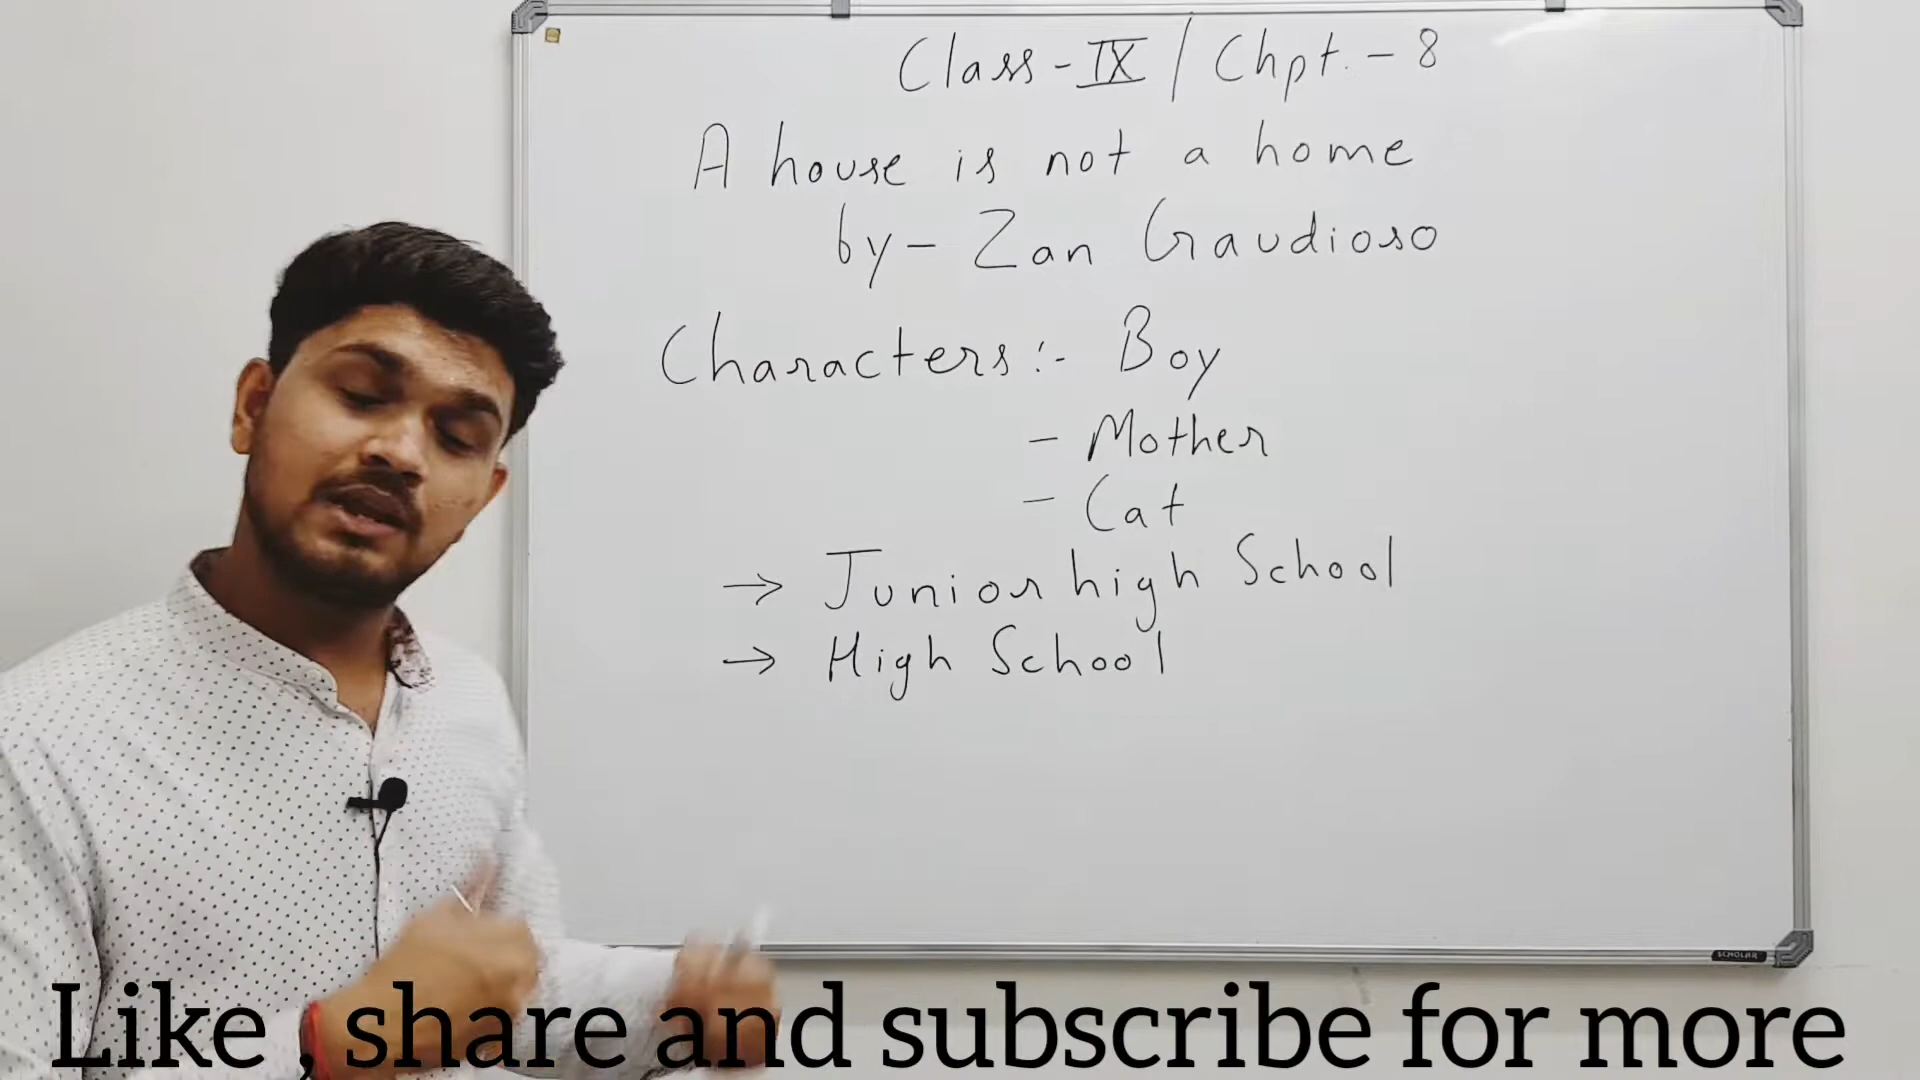 Class - IX / Chpt. - 8
A house is not a home
by - Zan Gaudioso
Characters :- Boy
- Mother
- Cat
→ Junior high School
→ High School
SCHOLAR
Like , share and subscribe for more